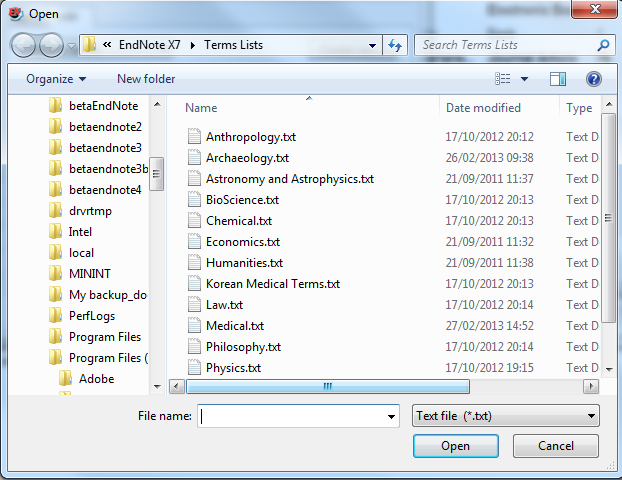 Open
« EndNote X7 Terms Lists
Search Terms Lists
Organize New folder
betaEndNote
betaendnote2
betaendnote3
betaendnote3b
betaendnote4
drvrtmp
Intel
local
MININT
My backup_do
PerfLogs
Program Files
Program Files (
Adobe
Name Date modified Type
Anthropology.txt 17/10/2012 20:12 Text D
Archaeology.txt 26/02/2013 09:38 Text D
Astronomy and Astrophysics.txt 21/09/2011 11:37 Text D
BioScience.txt 17/10/2012 20:13 Text D
Chemical.txt 17/10/2012 20:13 Text D
Economics.txt 21/09/2011 11:32 Text D
Humanities.txt 21/09/2011 11:38 Text D
Korean Medical Terms.txt 17/10/2012 20:13 Text D
Law.txt 17/10/2012 20:14 Text D
Medical.txt 27/02/2013 14:52 Text D
Philosophy.txt 17/10/2012 20:14 Text D
Physics.txt 17/10/2012 19:15 Text D
File name: Text file (*.txt)
Open Cancel